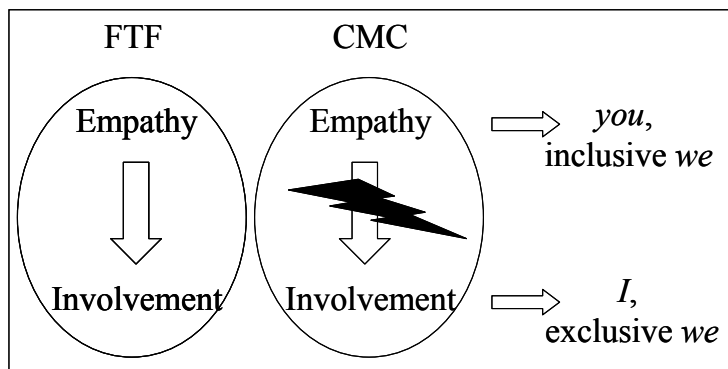 FTF
CMC
Empathy
Empathy
you,
inclusive we
Involvement
Involvement
I,
exclusive we